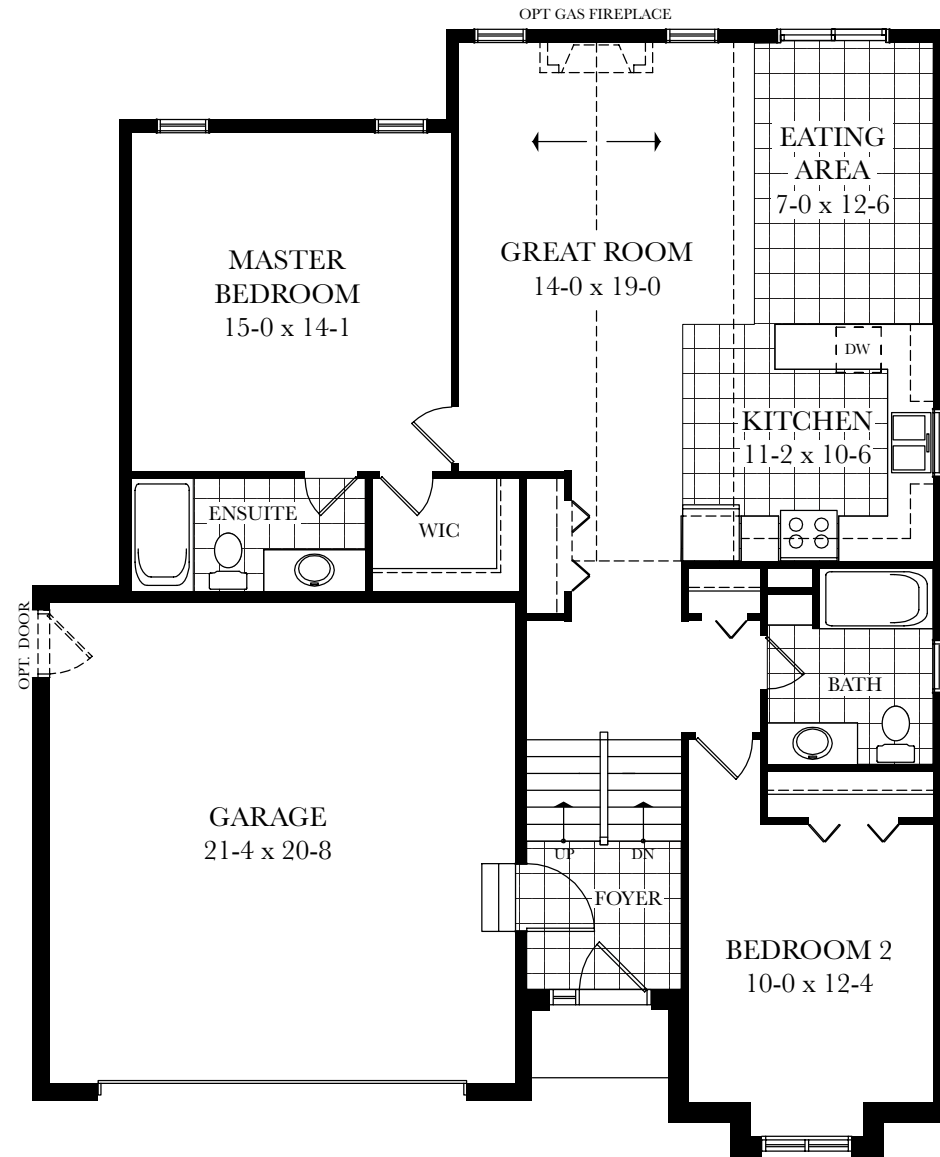 OPT GAS FIREPLACE
EATING
AREA
7-0 x 12-6
GREAT ROOM
14-0 x 19-0
MASTER
BEDROOM
15-0 x 14-1
DW
KITCHEN
11-2 x 10-6
ENSUITE
WIC
OPT. DOOR
BATH
GARAGE
21-4 x 20-8
UP
DN
FOYER
BEDROOM 2
10-0 x 12-4